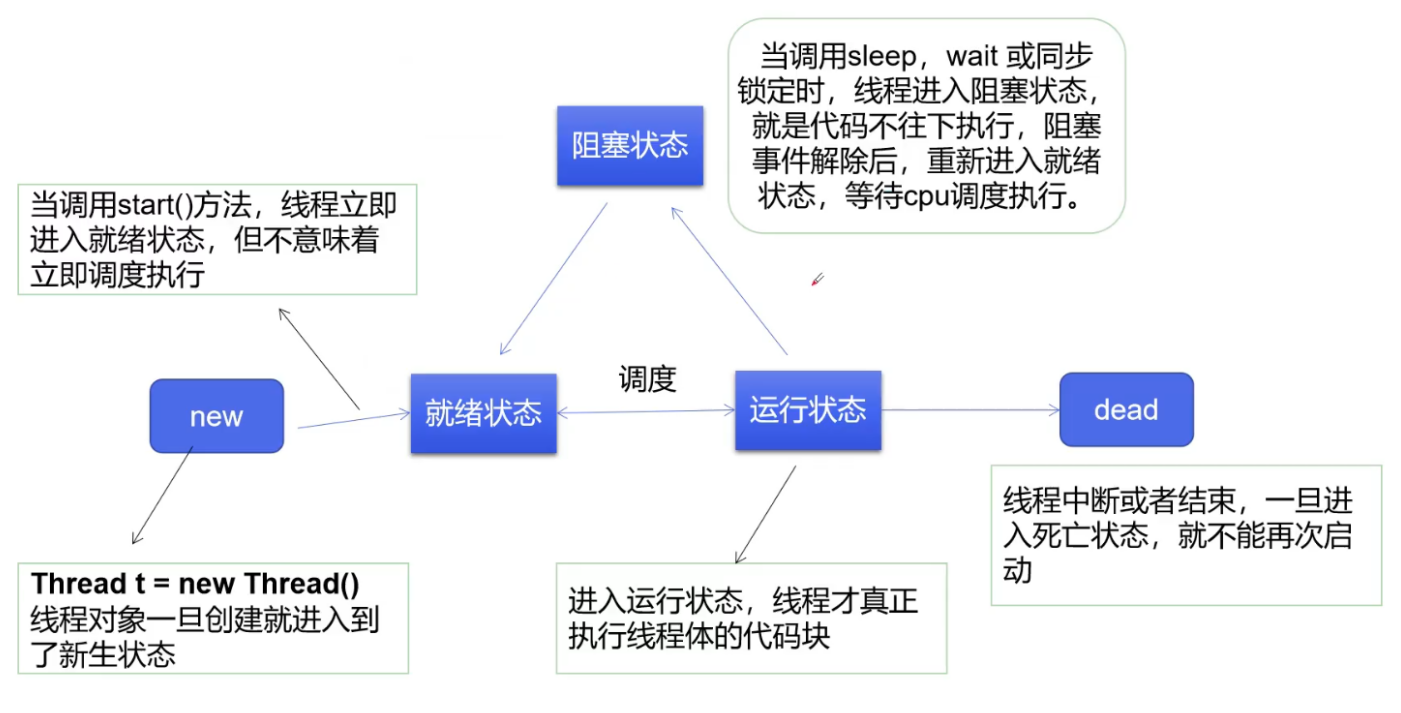 当调用sleep，wait 或同步
锁定时，线程进入阻塞状态，
就是代码不往下执行，阻塞
事件解除后，重新进入就绪
状态，等待cpu调度执行。
阻塞状态
当调用start()方法，线程立即
进入就绪状态，但不意味着
立即调度执行
new
就绪状态
调度
运行状态
dead
Thread t = new Thread()
线程对象一旦创建就进入到
了新生状态
进入运行状态，线程才真正
执行线程体的代码块
线程中断或者结束，一旦进
入死亡状态，就不能再次启
动